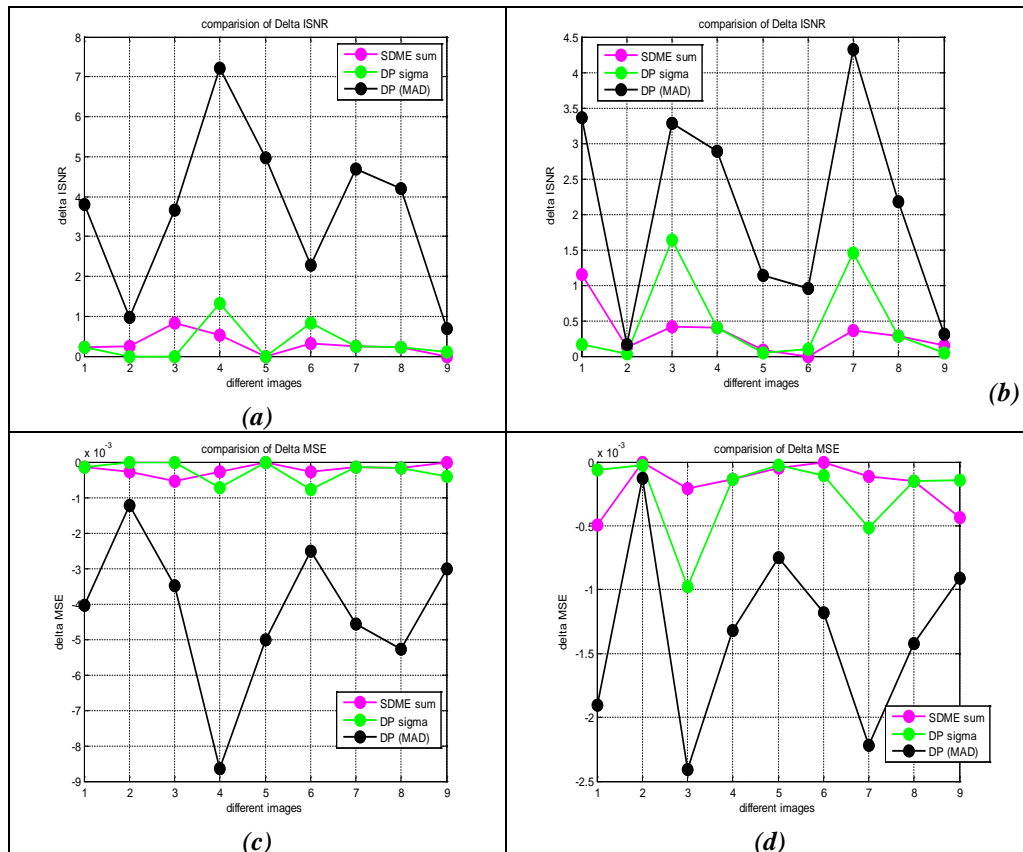 comparision of Delta ISNR
8
7
6
5
4
3
2
1
0
delta ISNR
SDME sum
DP sigma
DP (MAD)
1 2 3 4 5 6 7 8 9
different images
(a)
comparision of Delta ISNR
4.5
4
3.5
3
2.5
2
1.5
1
0.5
0
delta ISNR
SDME sum
DP sigma
DP (MAD)
1 2 3 4 5 6 7 8 9
different images
(b)
x 10⁻³
comparision of Delta MSE
0
-1
-2
-3
-4
-5
-6
-7
-8
-9
delta MSE
SDME sum
DP sigma
DP (MAD)
1 2 3 4 5 6 7 8 9
different images
(c)
x 10⁻³
comparision of Delta MSE
0
-0.5
-1
-1.5
-2
-2.5
delta MSE
SDME sum
DP sigma
DP (MAD)
1 2 3 4 5 6 7 8 9
different images
(d)